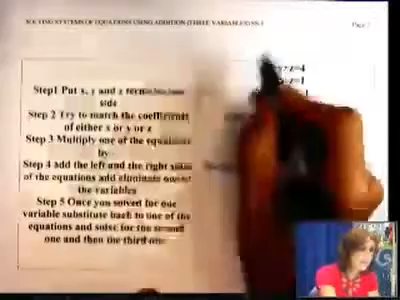 SOLVING SYSTEMS OF EQUATIONS USING ADDITION (THREE VARIABLES)
Page
Step1 Put x, y and z terms
side
Step 2 Try to match the coefficients
of either x or y or z
Step 3 Multiply one of the equations
by
Step 4 add the left and the right sides
of the equations and eliminate one of
the variables
Step 5 Once you solved for one
variable substitute back to one of the
equations and solve for the second
one and then the third one